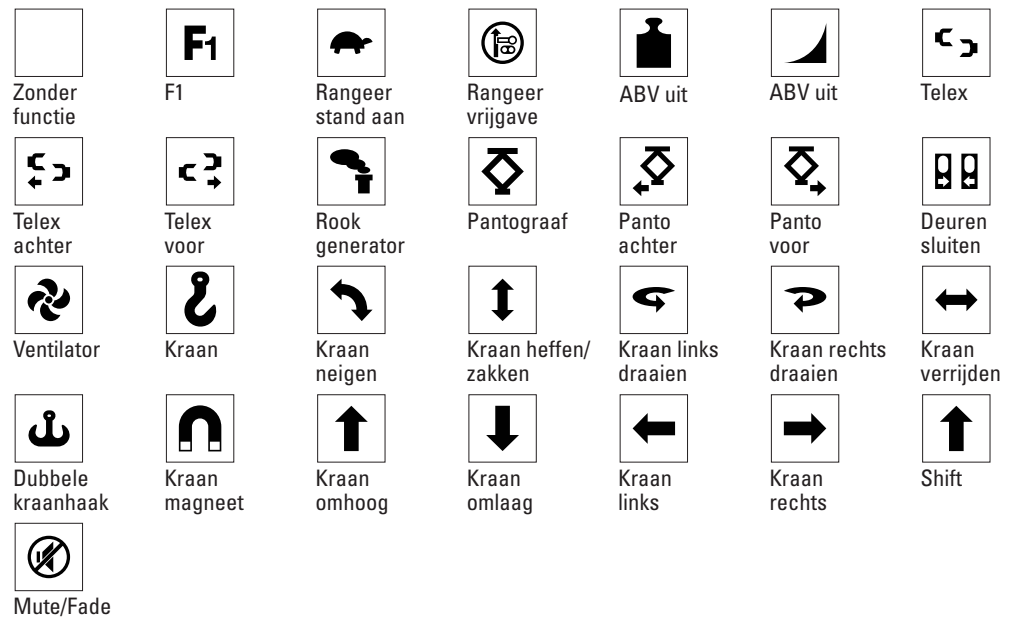 F1
Zonder
functie
F1
Rangeer
stand aan
Rangeer
vrijgave
ABV uit
ABV uit
Telex
Telex
achter
Telex
voor
Rook
generator
Pantograaf
Panto
achter
Panto
voor
Deuren
sluiten
Ventilator
Kraan
Kraan
neigen
Kraan heffen/
zakken
Kraan links
draaien
Kraan rechts
draaien
Kraan
verrijden
Dubbele
kraanhaak
Kraan
magneet
Kraan
omhoog
Kraan
omlaag
Kraan
links
Kraan
rechts
Shift
Mute/Fade